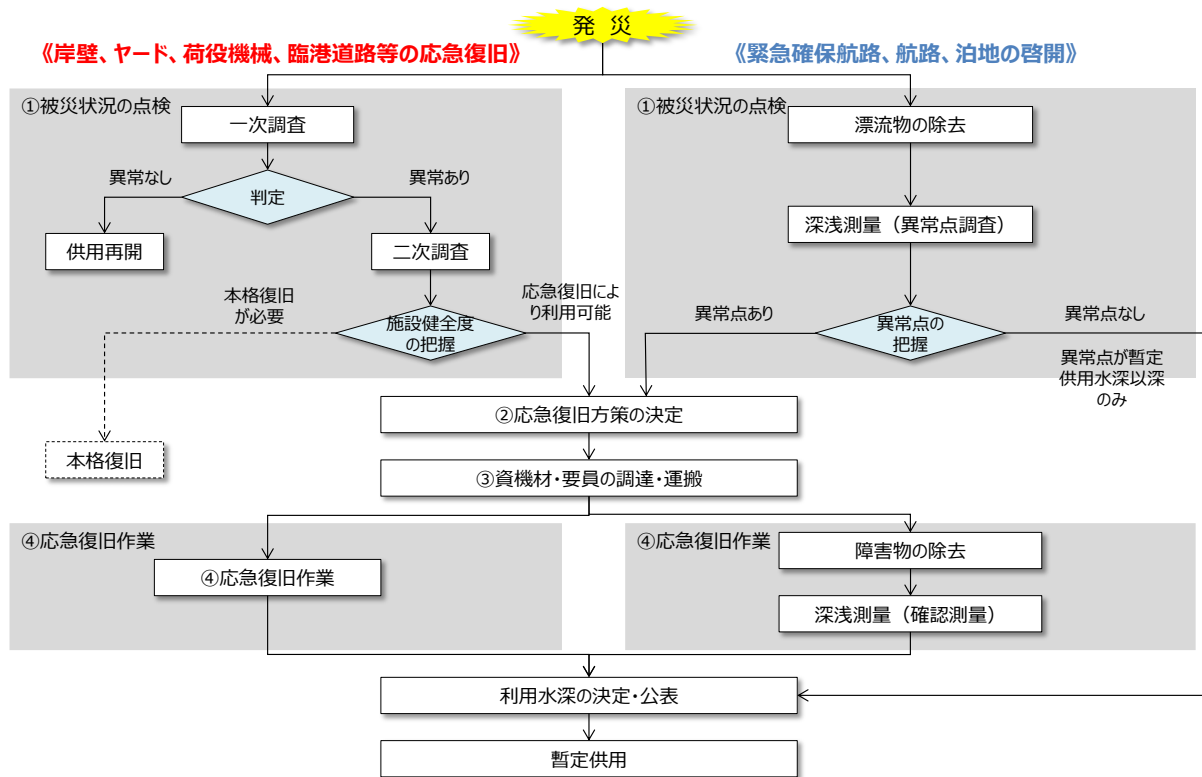 発 災
《岸壁、ヤード、荷役機械、臨港道路等の応急復旧》
《緊急確保航路、航路、泊地の啓開》
①被災状況の点検
一次調査
異常なし
異常あり
判定
供用再開
二次調査
本格復旧
が必要
応急復旧によ
り利用可能
施設健全度
の把握
①被災状況の点検
漂流物の除去
深浅測量（異常点調査）
異常点あり
異常点なし
異常点の
把握
異常点が暫定
供用水深以深
のみ
②応急復旧方策の決定
本格復旧
③資機材・要員の調達・運搬
④応急復旧作業
④応急復旧作業
④応急復旧作業
障害物の除去
深浅測量（確認測量）
利用水深の決定・公表
暫定供用